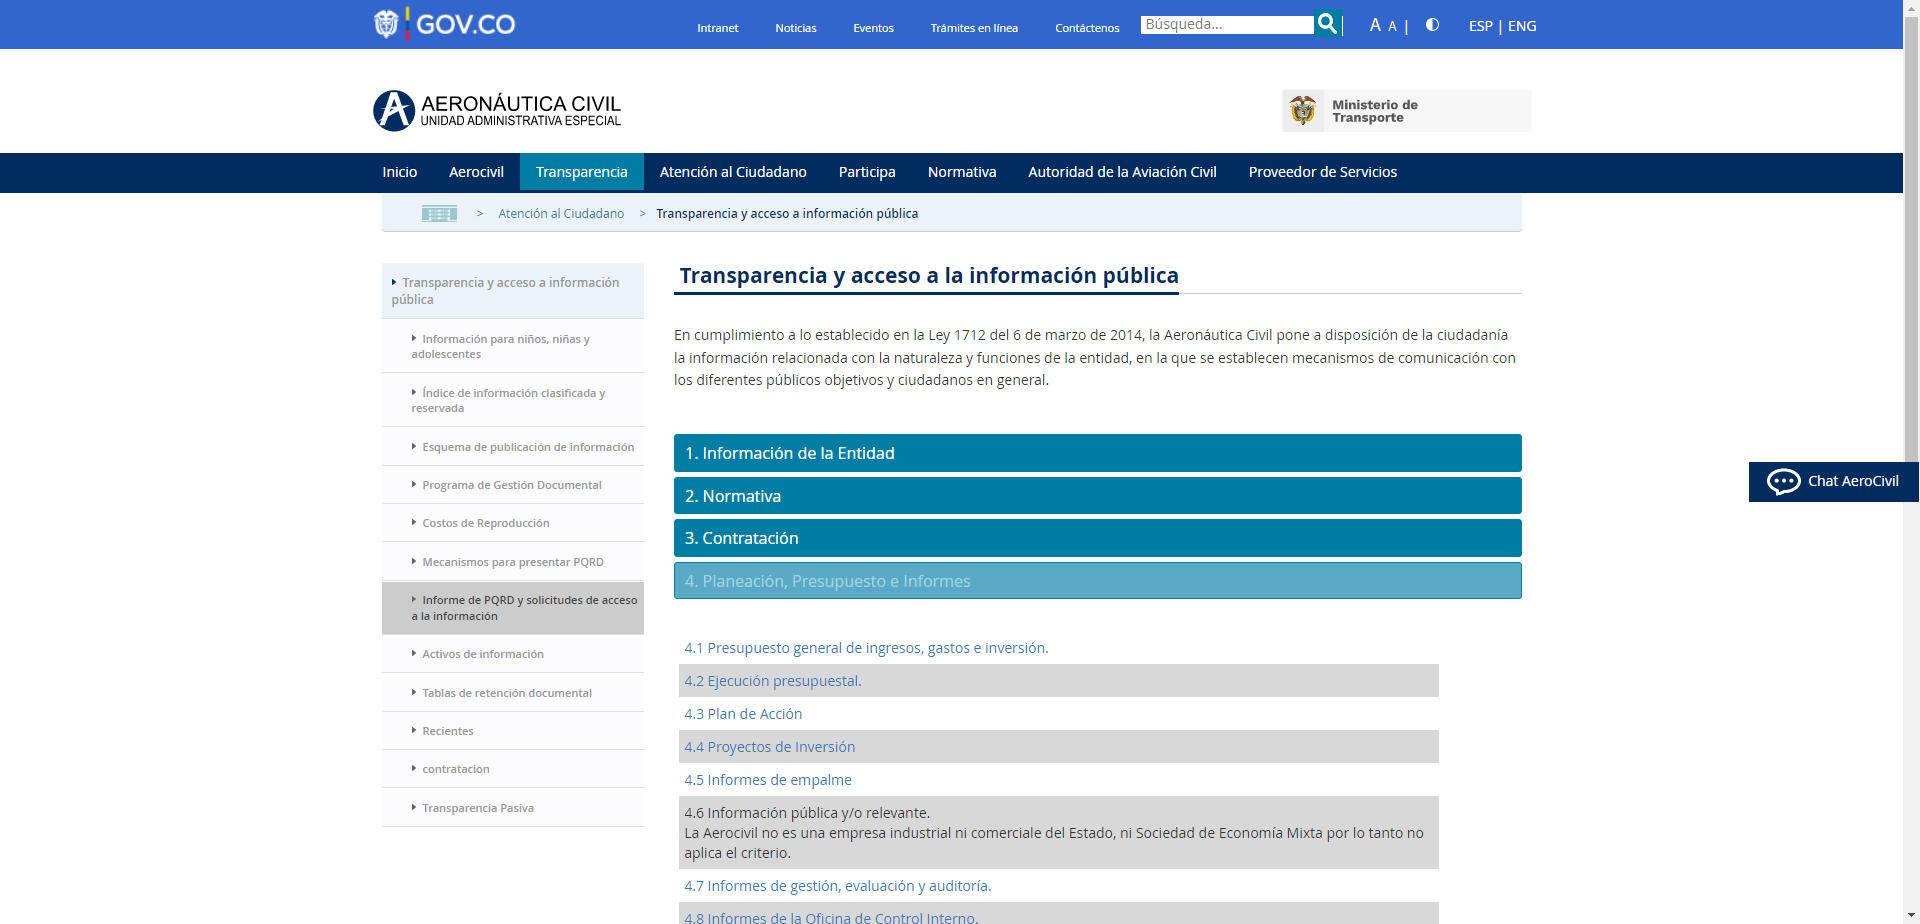 GOV.CO
Intranet
Noticias
Eventos
Trámites en línea
Contáctenos
Búsqueda...
A A |
ESP | ENG
AERONÁUTICA CIVIL
UNIDAD ADMINISTRATIVA ESPECIAL
Ministerio de
Transporte
Inicio
Aerocivil
Transparencia
Atención al Ciudadano
Participa
Normativa
Autoridad de la Aviación Civil
Proveedor de Servicios
> Atención al Ciudadano > Transparencia y acceso a información pública
Transparencia y acceso a información
pública
Información para niños, niñas y
adolescentes
Índice de información clasificada y
reservada
Esquema de publicación de información
Programa de Gestión Documental
Costos de Reproducción
Mecanismos para presentar PQRD
Informe de PQRD y solicitudes de acceso
a la información
Activos de información
Tablas de retención documental
Recientes
contratacion
Transparencia Pasiva
Transparencia y acceso a la información pública
En cumplimiento a lo establecido en la Ley 1712 del 6 de marzo de 2014, la Aeronáutica Civil pone a disposición de la ciudadanía
la información relacionada con la naturaleza y funciones de la entidad, en la que se establecen mecanismos de comunicación con
los diferentes públicos objetivos y ciudadanos en general.
1. Información de la Entidad
2. Normativa
3. Contratación
4. Planeación, Presupuesto e Informes
4.1 Presupuesto general de ingresos, gastos e inversión.
4.2 Ejecución presupuestal.
4.3 Plan de Acción
4.4 Proyectos de Inversión
4.5 Informes de empalme
4.6 Información pública y/o relevante.
La Aerocivil no es una empresa industrial ni comerciale del Estado, ni Sociedad de Economía Mixta por lo tanto no
aplica el criterio.
4.7 Informes de gestión, evaluación y auditoría.
4.8 Informes de la Oficina de Control Interno.
Chat AeroCivil